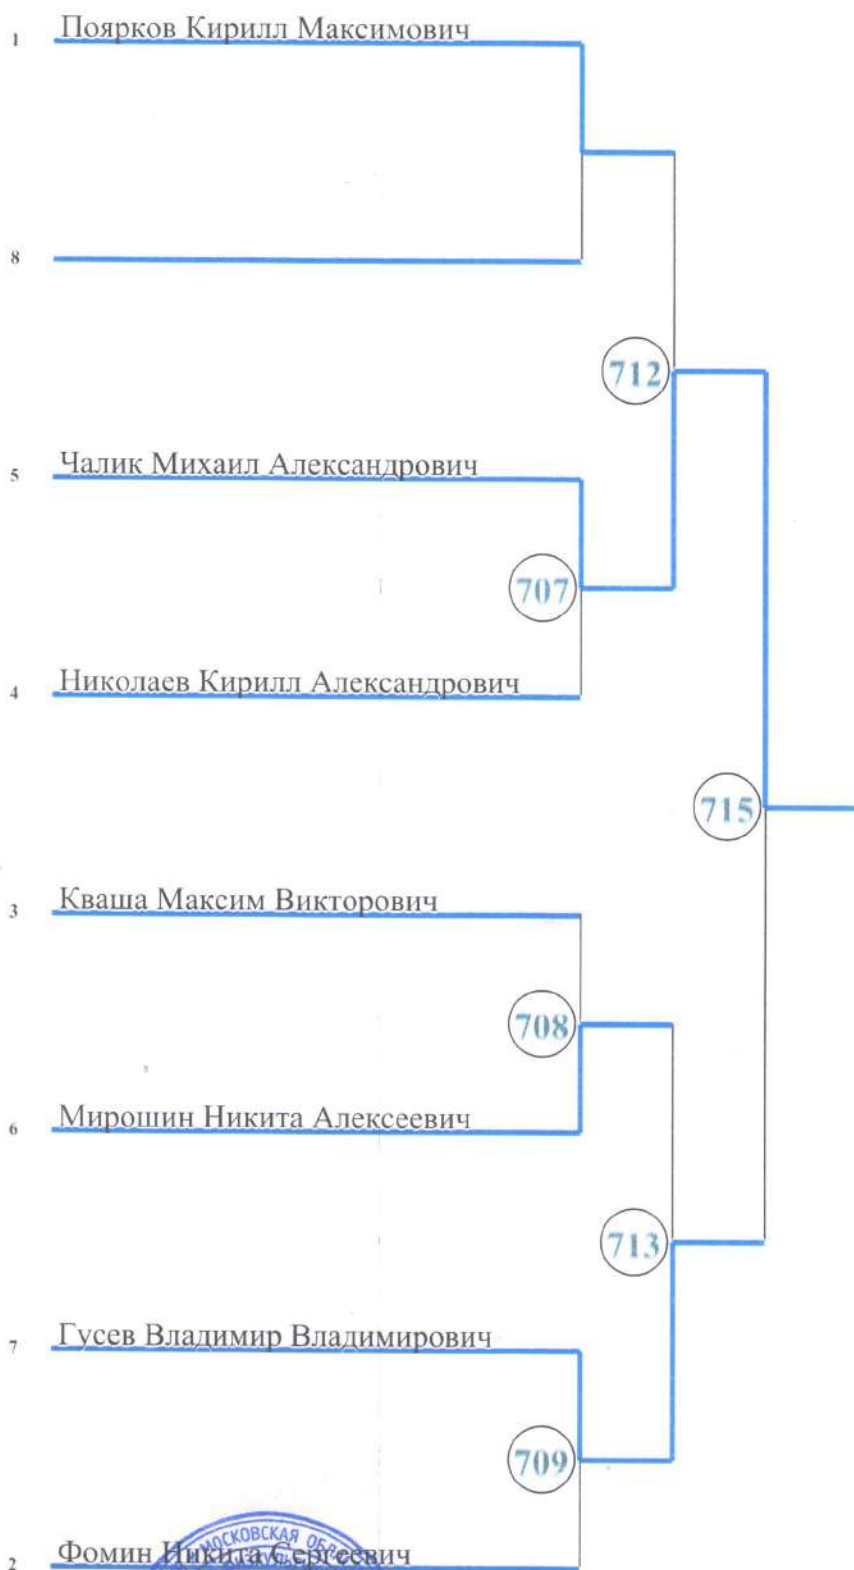 1 Поярков Кирилл Максимович
8
712
5 Чалик Михаил Александрович
707
4 Николаев Кирилл Александрович
715
3 Кваша Максим Викторович
708
6 Мирошин Никита Алексеевич
713
7 Гусев Владимир Владимирович
709
МОСКОВСКАЯ
2 Фомин Никита Сергеевич